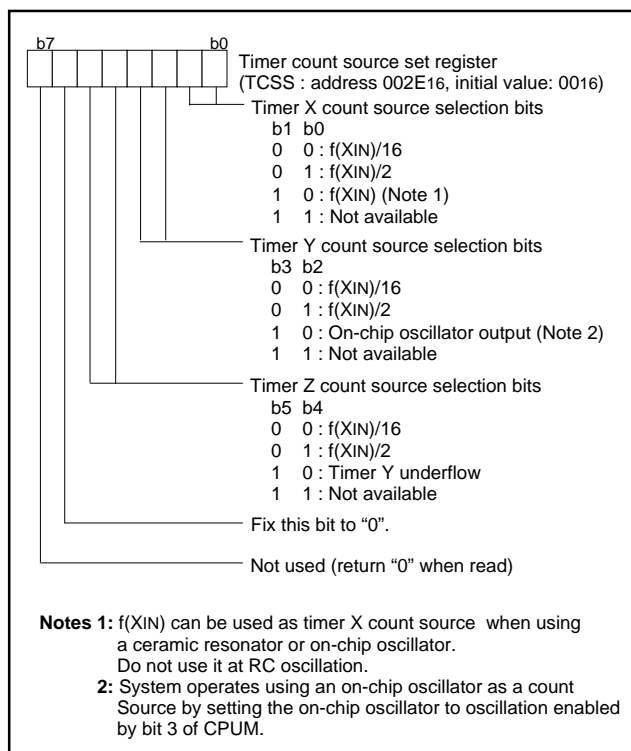 b7 b0
Timer count source set register
(TCSS : address 002E16, initial value: 0016)
Timer X count source selection bits
b1 b0
0 0 : f(XIN)/16
0 1 : f(XIN)/2
1 0 : f(XIN) (Note 1)
1 1 : Not available
Timer Y count source selection bits
b3 b2
0 0 : f(XIN)/16
0 1 : f(XIN)/2
1 0 : On-chip oscillator output (Note 2)
1 1 : Not available
Timer Z count source selection bits
b5 b4
0 0 : f(XIN)/16
0 1 : f(XIN)/2
1 0 : Timer Y underflow
1 1 : Not available
Fix this bit to “0”.
Not used (return “0” when read)
Notes 1: f(XIN) can be used as timer X count source when using
a ceramic resonator or on-chip oscillator.
Do not use it at RC oscillation.
2: System operates using an on-chip oscillator as a count
Source by setting the on-chip oscillator to oscillation enabled
by bit 3 of CPUM.